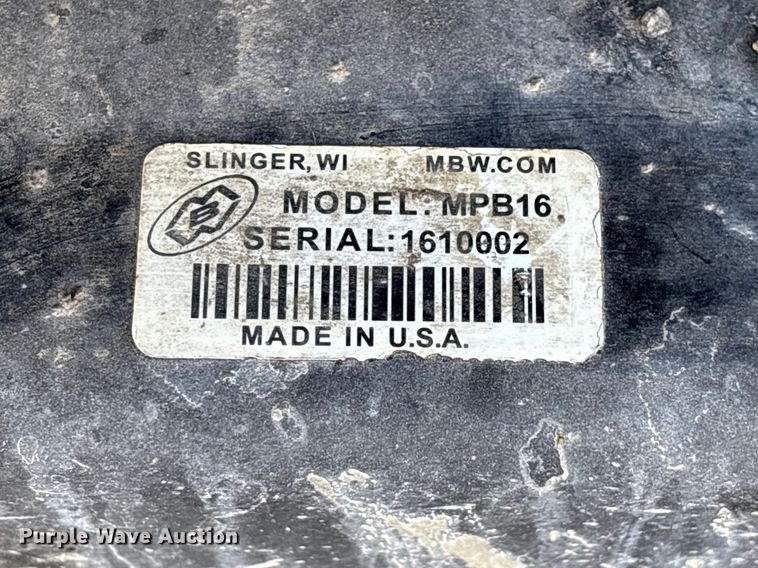 SLINGER, WI MBW.COM
MODEL: MPB16
SERIAL: 1610002
MADE IN U.S.A.
Purple Wave Auction